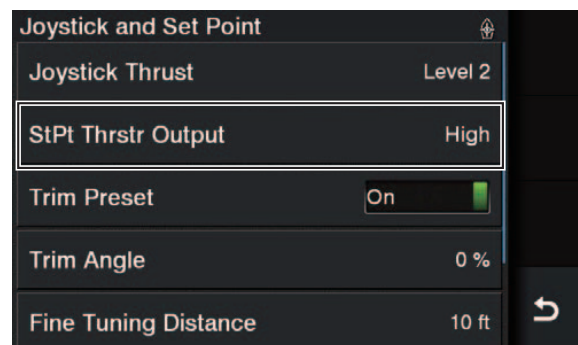 Joystick and Set Point
Joystick Thrust Level 2
StPt Thrstr Output High
Trim Preset On
Trim Angle 0 %
Fine Tuning Distance 10 ft